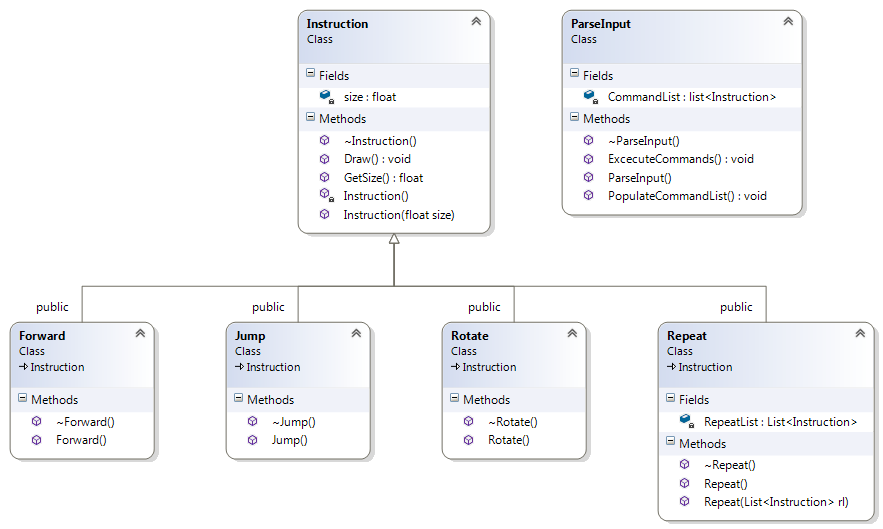 Instruction
Class
Fields
size : float
Methods
~Instruction()
Draw() : void
GetSize() : float
Instruction()
Instruction(float size)
ParseInput
Class
Fields
CommandList : list<Instruction>
Methods
~ParseInput()
ExcecuteCommands() : void
ParseInput()
PopulateCommandList() : void
public
Forward
Class
Instruction
Methods
~Forward()
Forward()
public
Jump
Class
Instruction
Methods
~Jump()
Jump()
public
Rotate
Class
Instruction
Methods
~Rotate()
Rotate()
public
Repeat
Class
Instruction
Fields
RepeatList : List<Instruction>
Methods
~Repeat()
Repeat()
Repeat(List<Instruction> rl)